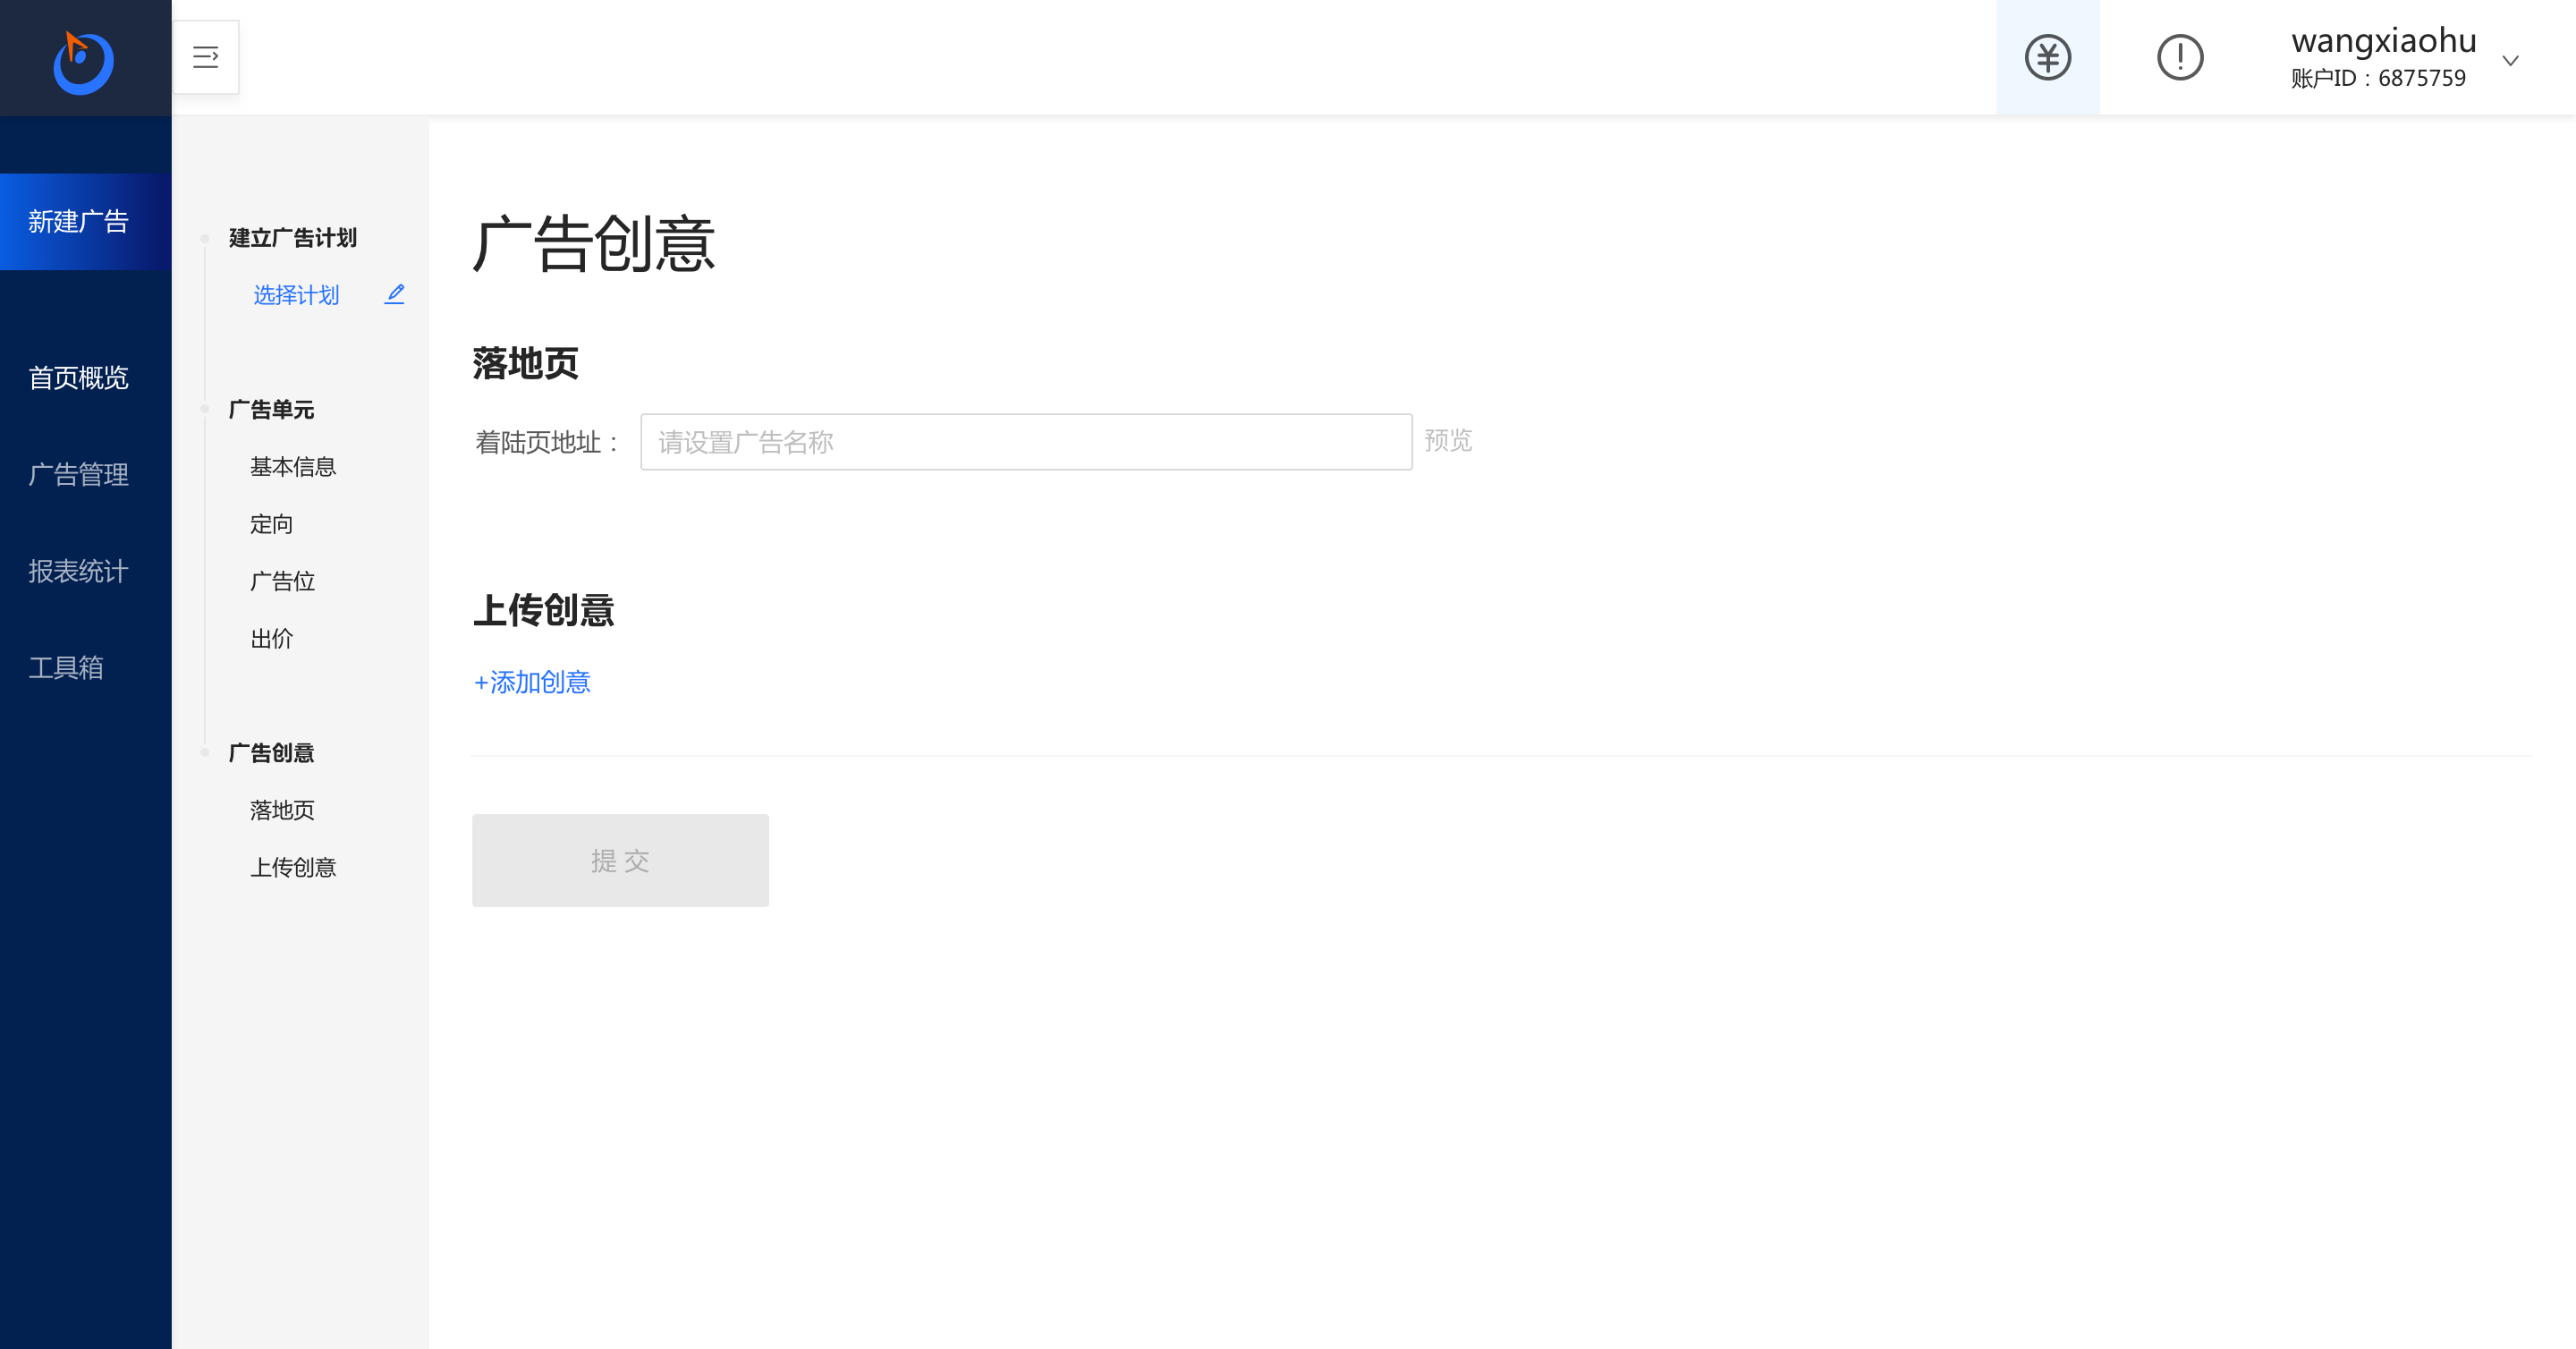 wangxiaohu
账户ID：6875759
新建广告
首页概览
广告管理
报表统计
工具箱
建立广告计划
选择计划
广告单元
基本信息
定向
广告位
出价
广告创意
落地页
上传创意
广告创意
落地页
着陆页地址： 请设置广告名称 预览
上传创意
+添加创意
提 交